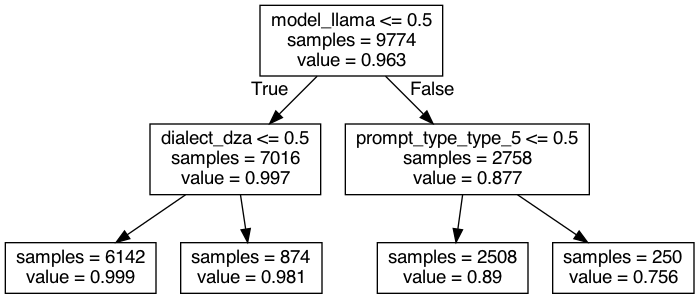 model_llama <= 0.5
samples = 9774
value = 0.963
True
False
dialect_dza <= 0.5
samples = 7016
value = 0.997
prompt_type_type_5 <= 0.5
samples = 2758
value = 0.877
samples = 6142
value = 0.999
samples = 874
value = 0.981
samples = 2508
value = 0.89
samples = 250
value = 0.756